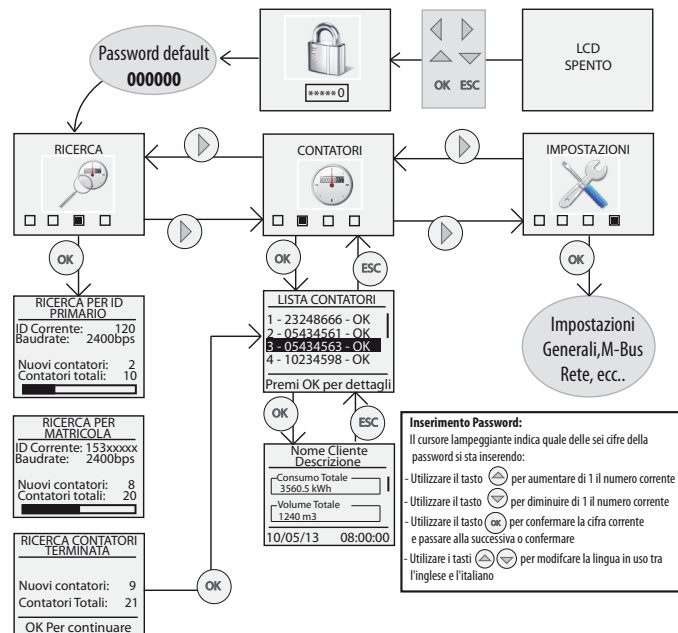 Password default
000000
*****0
OK ESC
LCD
SPENTO
RICERCA
CONTATORI
IMPOSTAZIONI
OK
OK
ESC
OK
RICERCA PER ID
PRIMARIO
ID Corrente: 120
Baudrate: 2400bps
Nuovi contatori: 2
Contatori totali: 10
LISTA CONTATORI
1 - 23248666 - OK
2 - 05434561 - OK
3 - 05434563 - OK
4 - 10234598 - OK
Premi OK per dettagli
Impostazioni
Generali,M-Bus
Rete, ecc..
RICERCA PER
MATRICOLA
ID Corrente: 153xxxxx
Baudrate: 2400bps
Nuovi contatori: 8
Contatori totali: 20
OK
ESC
Nome Cliente
Descrizione
Consumo Totale
3560.5 kWh
Volume Totale
1240 m3
10/05/13 08:00:00
Inserimento Password:
Il cursore lampeggiante indica quale delle sei cifre della
password si sta inserendo:
- Utilizzare il tasto per aumentare di 1 il numero corrente
- Utilizzare il tasto per diminuire di 1 il numero corrente
- Utilizzare il tasto OK per confermare la cifra corrente
e passare alla successiva o confermare
- Utilizare i tasti per modifcare la lingua in uso tra
l'inglese e l'italiano
RICERCA CONTATORI
TERMINATA
Nuovi contatori: 9
Contatori Totali: 21
OK Per continuare
OK